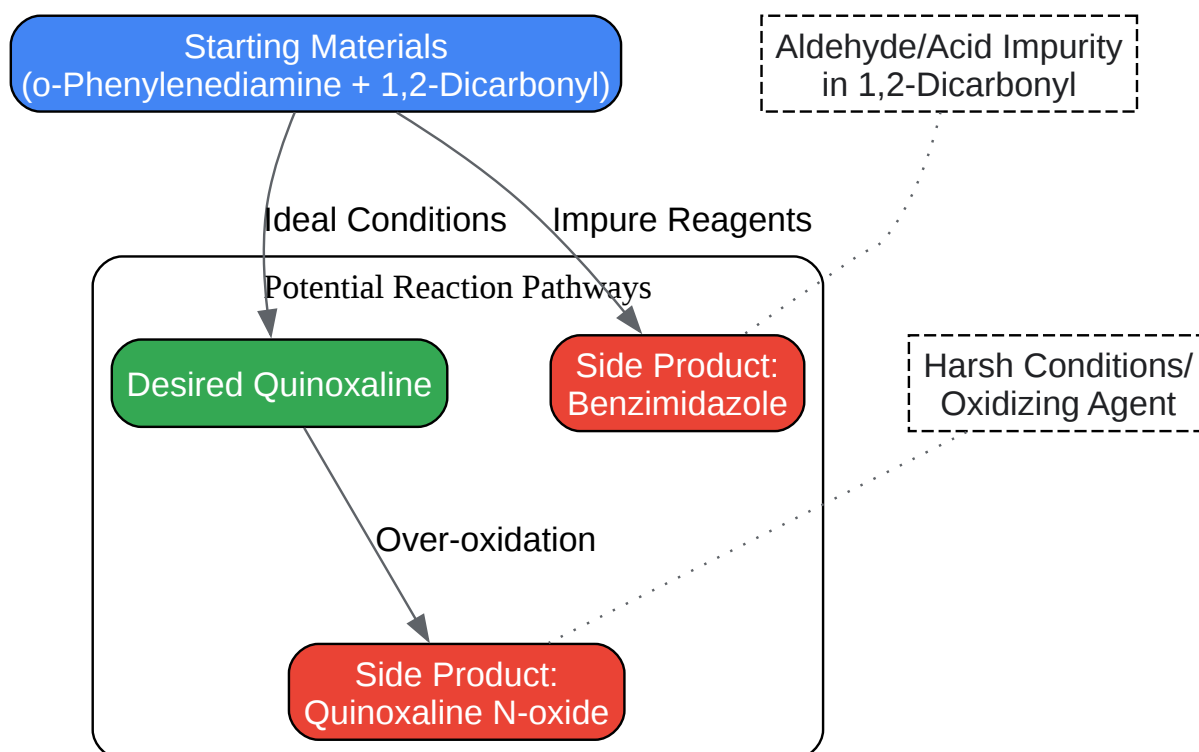 Starting Materials
(o-Phenylenediamine + 1,2-Dicarbonyl)
Aldehyde/Acid Impurity
in 1,2-Dicarbonyl
Ideal Conditions
Impure Reagents
Potential Reaction Pathways
Desired Quinoxaline
Side Product:
Benzimidazole
Harsh Conditions/
Oxidizing Agent
Over-oxidation
Side Product:
Quinoxaline N-oxide